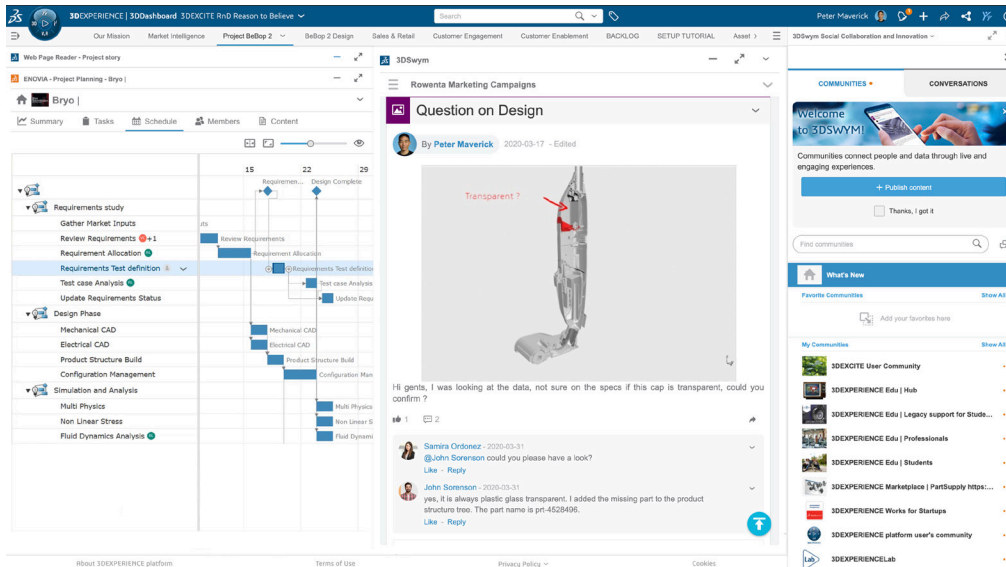 3DEXPERIENCE | 3DDashboard 3DEXCITE RnD Reason to Believe
Search
Peter Maverick
Our Mission
Market Intelligence
Project BeBop 2
BeBop 2 Design
Sales & Retail
Customer Engagement
Customer Enablement
BACKLOG
SETUP TUTORIAL
Asset
3DSwym Social Collaboration and Innovation
Web Page Reader - Project story
ENOVIA - Project Planning - Bryo |
Bryo |
Summary
Tasks
Schedule
Members
Content
15
22
29
Requiremen...
Design Complete
Requirements study
Gather Market Inputs
Review Requirements +1
Review Requirements
Requirement Allocation
Requirement Allocation
Requirements Test definition
Requirements Test definition
Test case Analysis
Test case Analysis
Update Requirements Status
Update Requ
Design Phase
Mechanical CAD
Mechanical CAD
Electrical CAD
Electrical CAD
Product Structure Build
Product Structure Build
Configuration Management
Configuration Man
Simulation and Analysis
Multi Physics
Multi Physics
Non Linear Stress
Non Linear S
Fluid Dynamics Analysis
Fluid Dynami
3DSwym
Rowenta Marketing Campaigns
Question on Design
By Peter Maverick 2020-03-17 - Edited
Transparent ?
Hi gents, I was looking at the data, not sure on the specs if this cap is transparent, could you
confirm ?
1
2
Samira Ordonez - 2020-03-31
@John Sorenson could you please have a look?
Like - Reply
John Sorenson - 2020-03-31
yes, it is always plastic glass transparent. I added the missing part to the product
structure tree. The part name is prt-4528496.
Like - Reply
COMMUNITIES
CONVERSATIONS
Welcome
to 3DSWYM!
Communities connect people and data through live and
engaging experiences.
+ Publish content
Thanks, I got it
Find communities
What's New
Favorite Communities
Show All
Add your favorites here
My Communities
Show All
3DEXCITE User Community
3DEXPERIENCE Edu | Hub
3DEXPERIENCE Edu | Legacy support for Stude...
3DEXPERIENCE Edu | Professionals
3DEXPERIENCE Edu | Students
3DEXPERIENCE Marketplace | PartSupply https:...
3DEXPERIENCE Works for Startups
3DEXPERIENCE platform user's community
Lab
3DEXPERIENCELab
About 3DEXPERIENCE platform
Terms of Use
Privacy Policy
Cookies